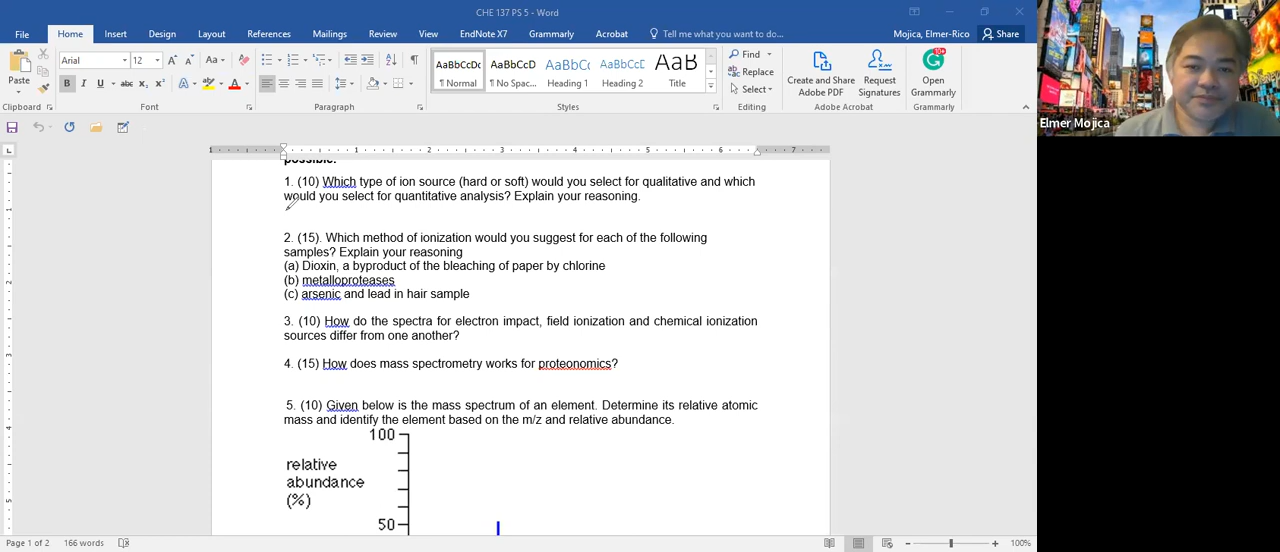 CHE 137 PS 5 - Word
File Home Insert Design Layout References Mailings Review View EndNote X7 Grammarly Acrobat Tell me what you want to do... Mojica, Elmer-Rico Share
Arial 12 Aa AaBbCcDc AaBbCcDc AaBbCc AaBbCcC AaB Find
Paste B I U abc ¶ Normal ¶ No Spac... Heading 1 Heading 2 Title Replace Select Create and Share Adobe PDF Request Signatures Open Grammarly
Clipboard Font Paragraph Styles Editing Adobe Acrobat Grammarly
Elmer Mojica
possible.
1. (10) Which type of ion source (hard or soft) would you select for qualitative and which
would you select for quantitative analysis? Explain your reasoning.
2. (15). Which method of ionization would you suggest for each of the following
samples? Explain your reasoning
(a) Dioxin, a byproduct of the bleaching of paper by chlorine
(b) metalloproteases
(c) arsenic and lead in hair sample
3. (10) How do the spectra for electron impact, field ionization and chemical ionization
sources differ from one another?
4. (15) How does mass spectrometry works for proteonomics?
5. (10) Given below is the mass spectrum of an element. Determine its relative atomic
mass and identify the element based on the m/z and relative abundance.
100
relative
abundance
(%)
50
Page 1 of 2 166 words 100%